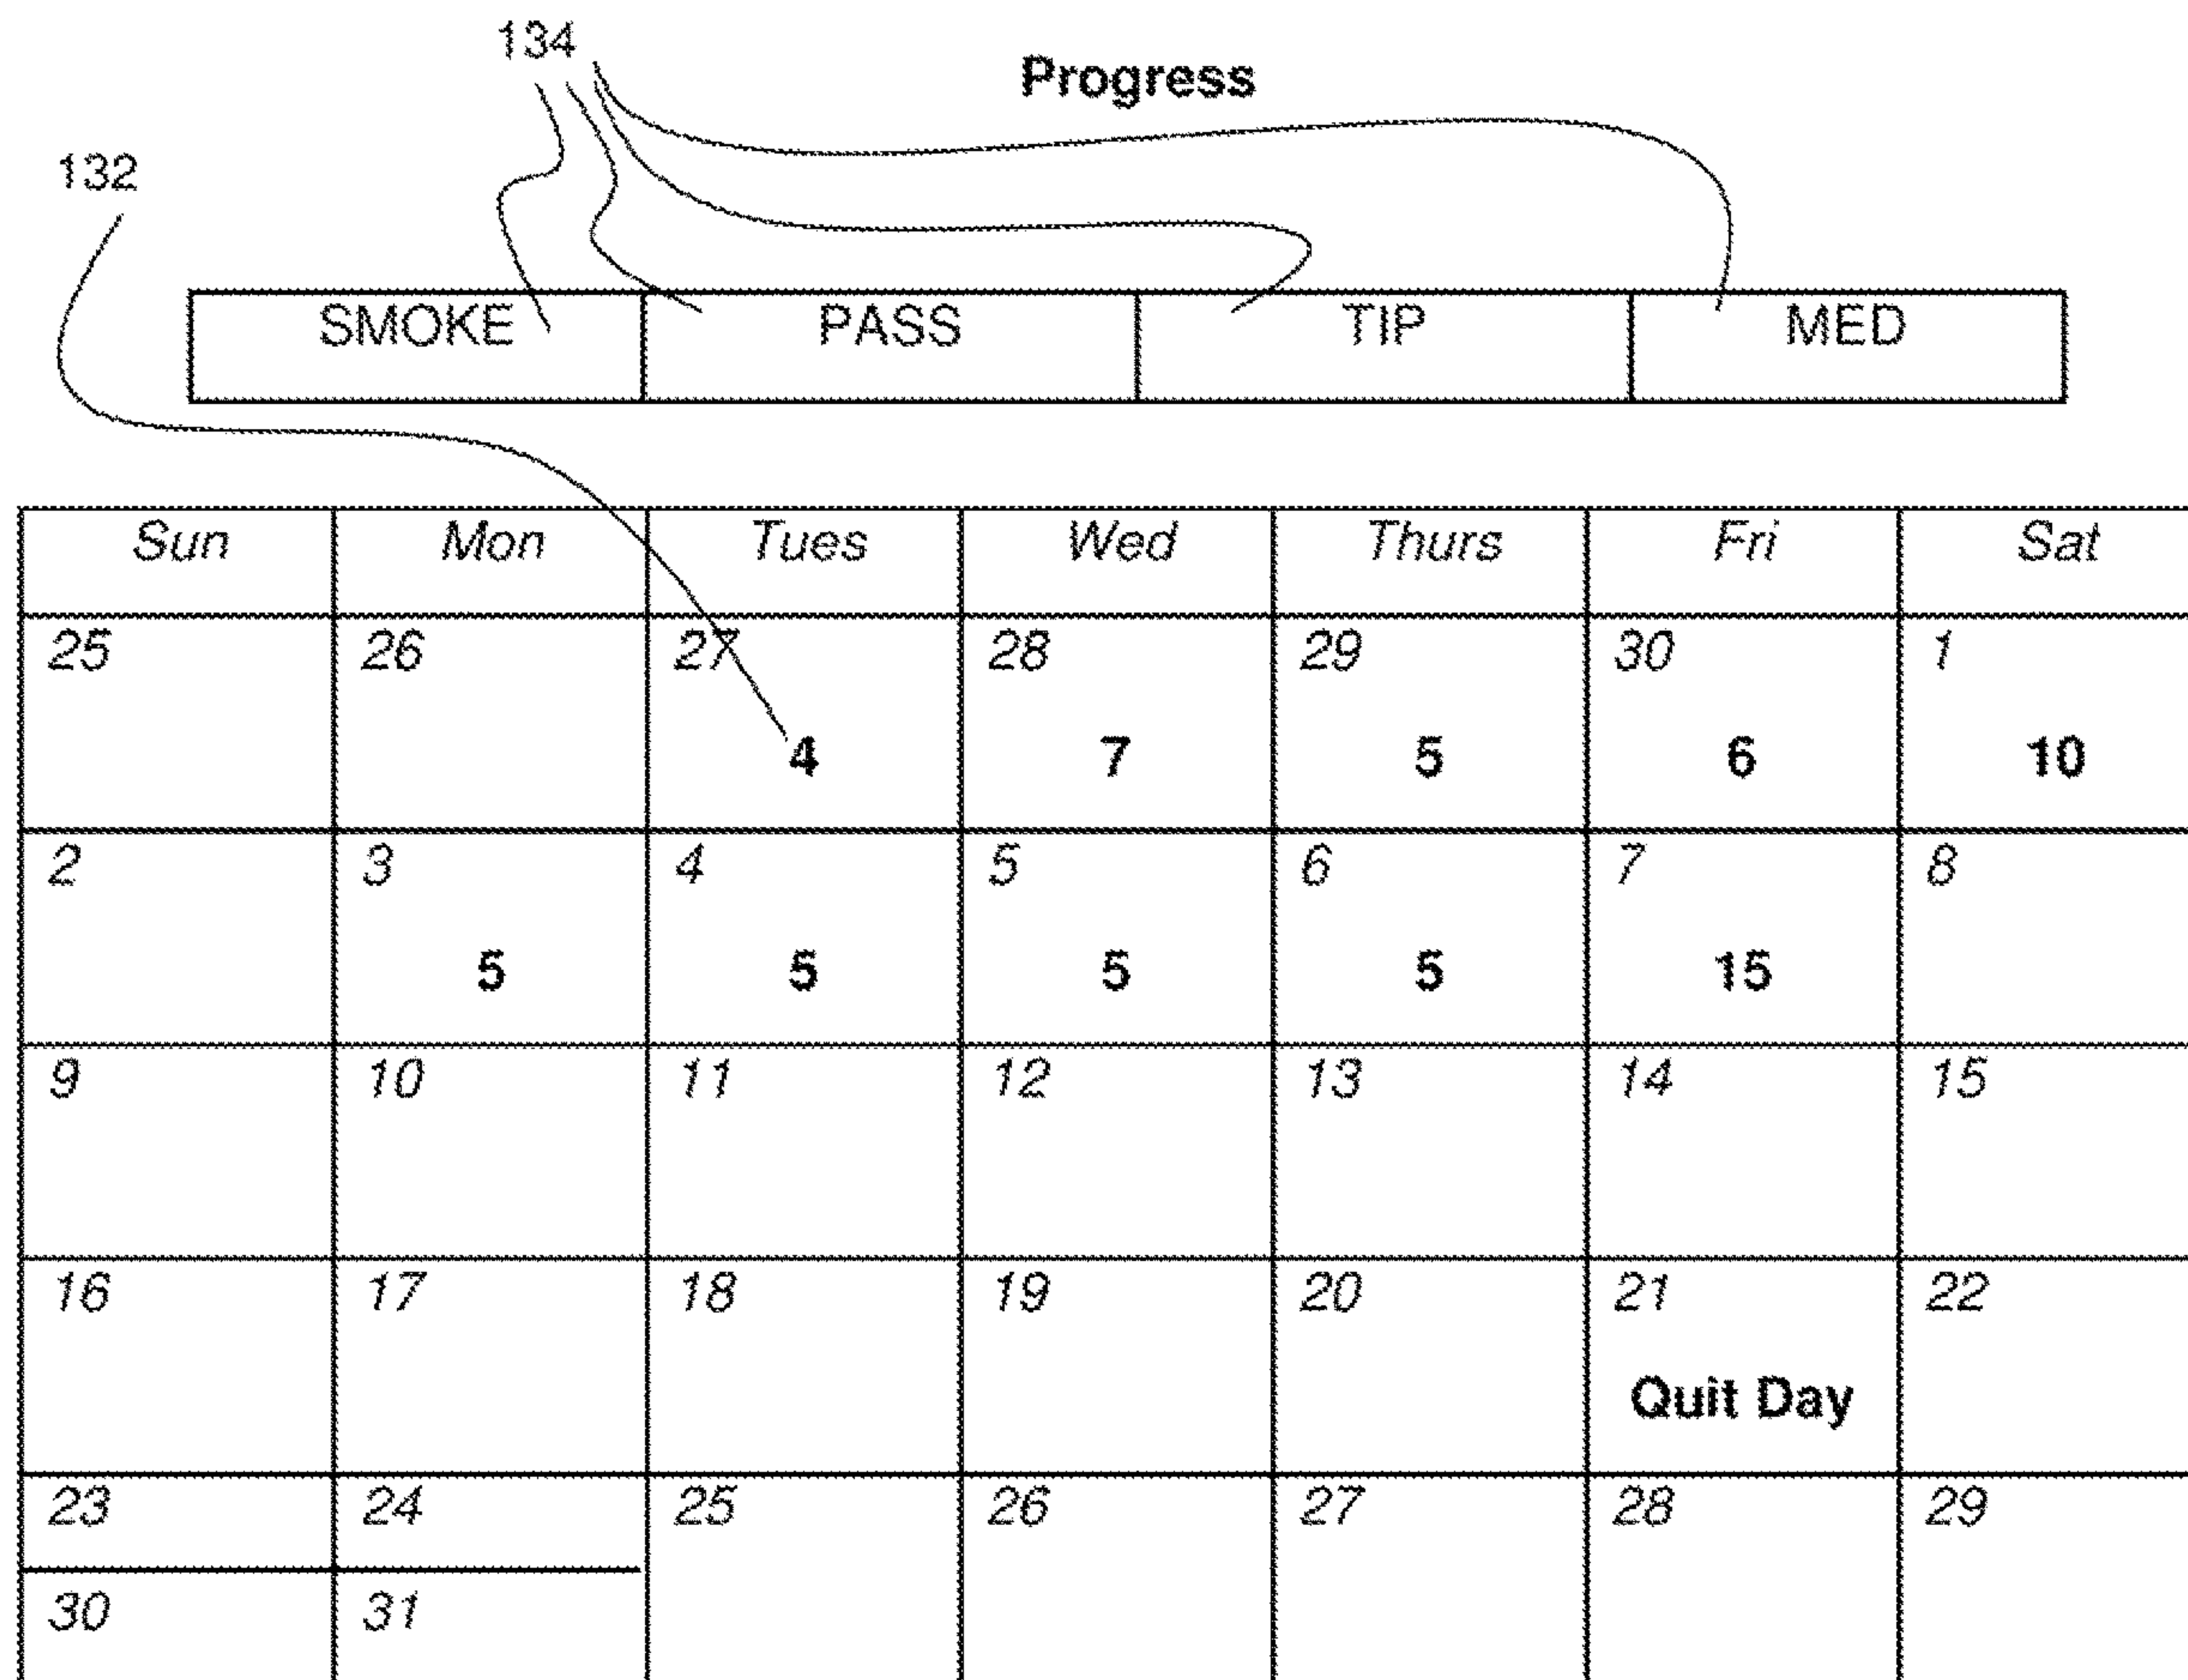 134
Progress
132
SMOKE PASS TIP MED
Sun Mon Tues Wed Thurs Fri Sat
25 26 27 28 29 30 1
4 7 5 6 10
2 3 4 5 6 7 8
5 5 5 5 15
9 10 11 12 13 14 15
16 17 18 19 20 21 22
Quit Day
23 24 25 26 27 28 29
30 31